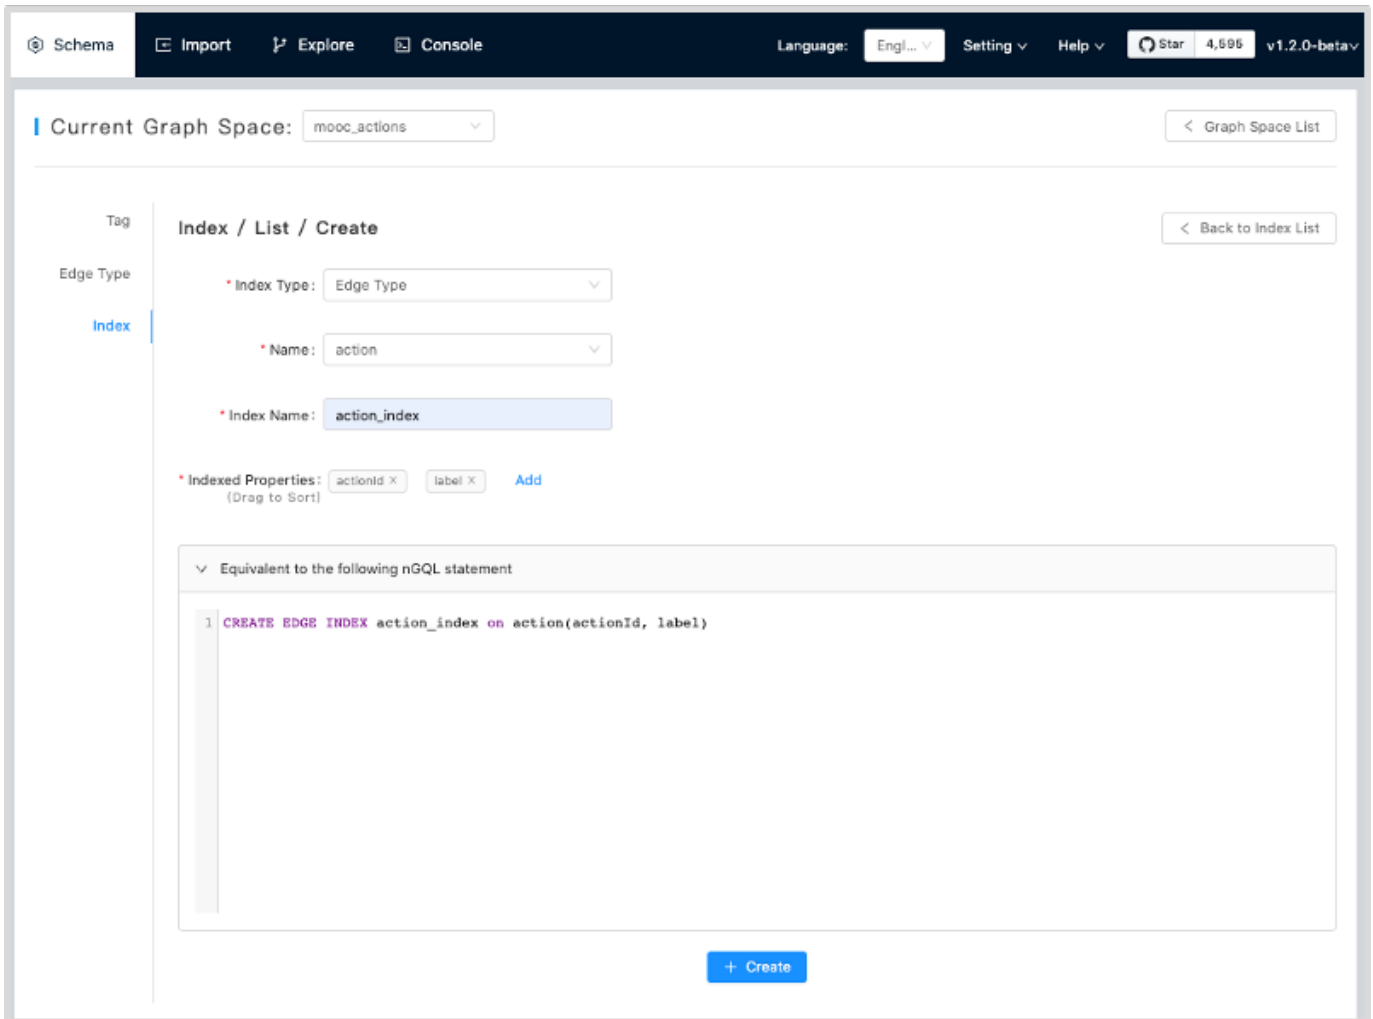 Schema Import Explore Console Language: Engl... Setting Help Star 4,595 v1.2.0-beta
Current Graph Space: mooc_actions < Graph Space List
Tag
Index / List / Create < Back to Index List
Edge Type
* Index Type: Edge Type
Index
* Name: action
* Index Name: action_index
* Indexed Properties: actionId × label × Add
(Drag to Sort)
Equivalent to the following nGQL statement
1 CREATE EDGE INDEX action_index on action(actionId, label)
+ Create